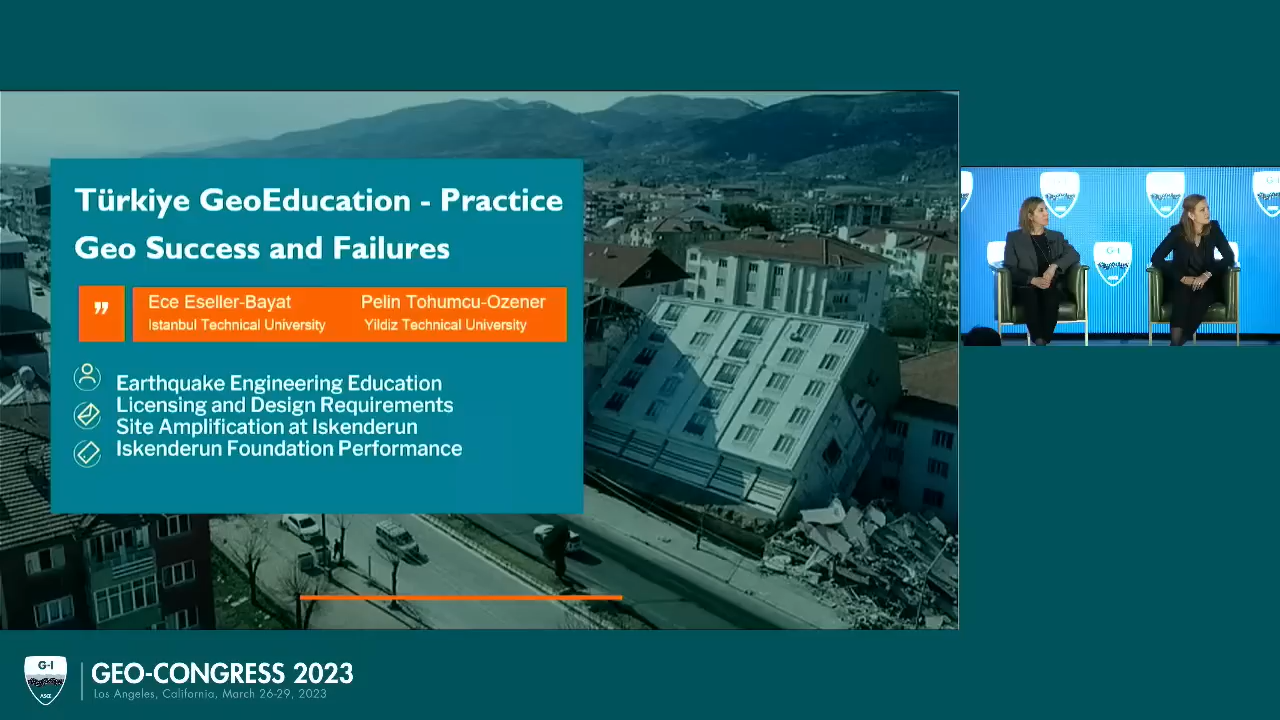 Türkiye GeoEducation - Practice
Geo Success and Failures
”
Ece Eseller-Bayat
Istanbul Technical University
Pelin Tohumcu-Ozener
Yildiz Technical University
Earthquake Engineering Education
Licensing and Design Requirements
Site Amplification at Iskenderun
Iskenderun Foundation Performance
G-I
G-I
G-I
ASCE
GEO-CONGRESS 2023
Los Angeles, California, March 26-29, 2023